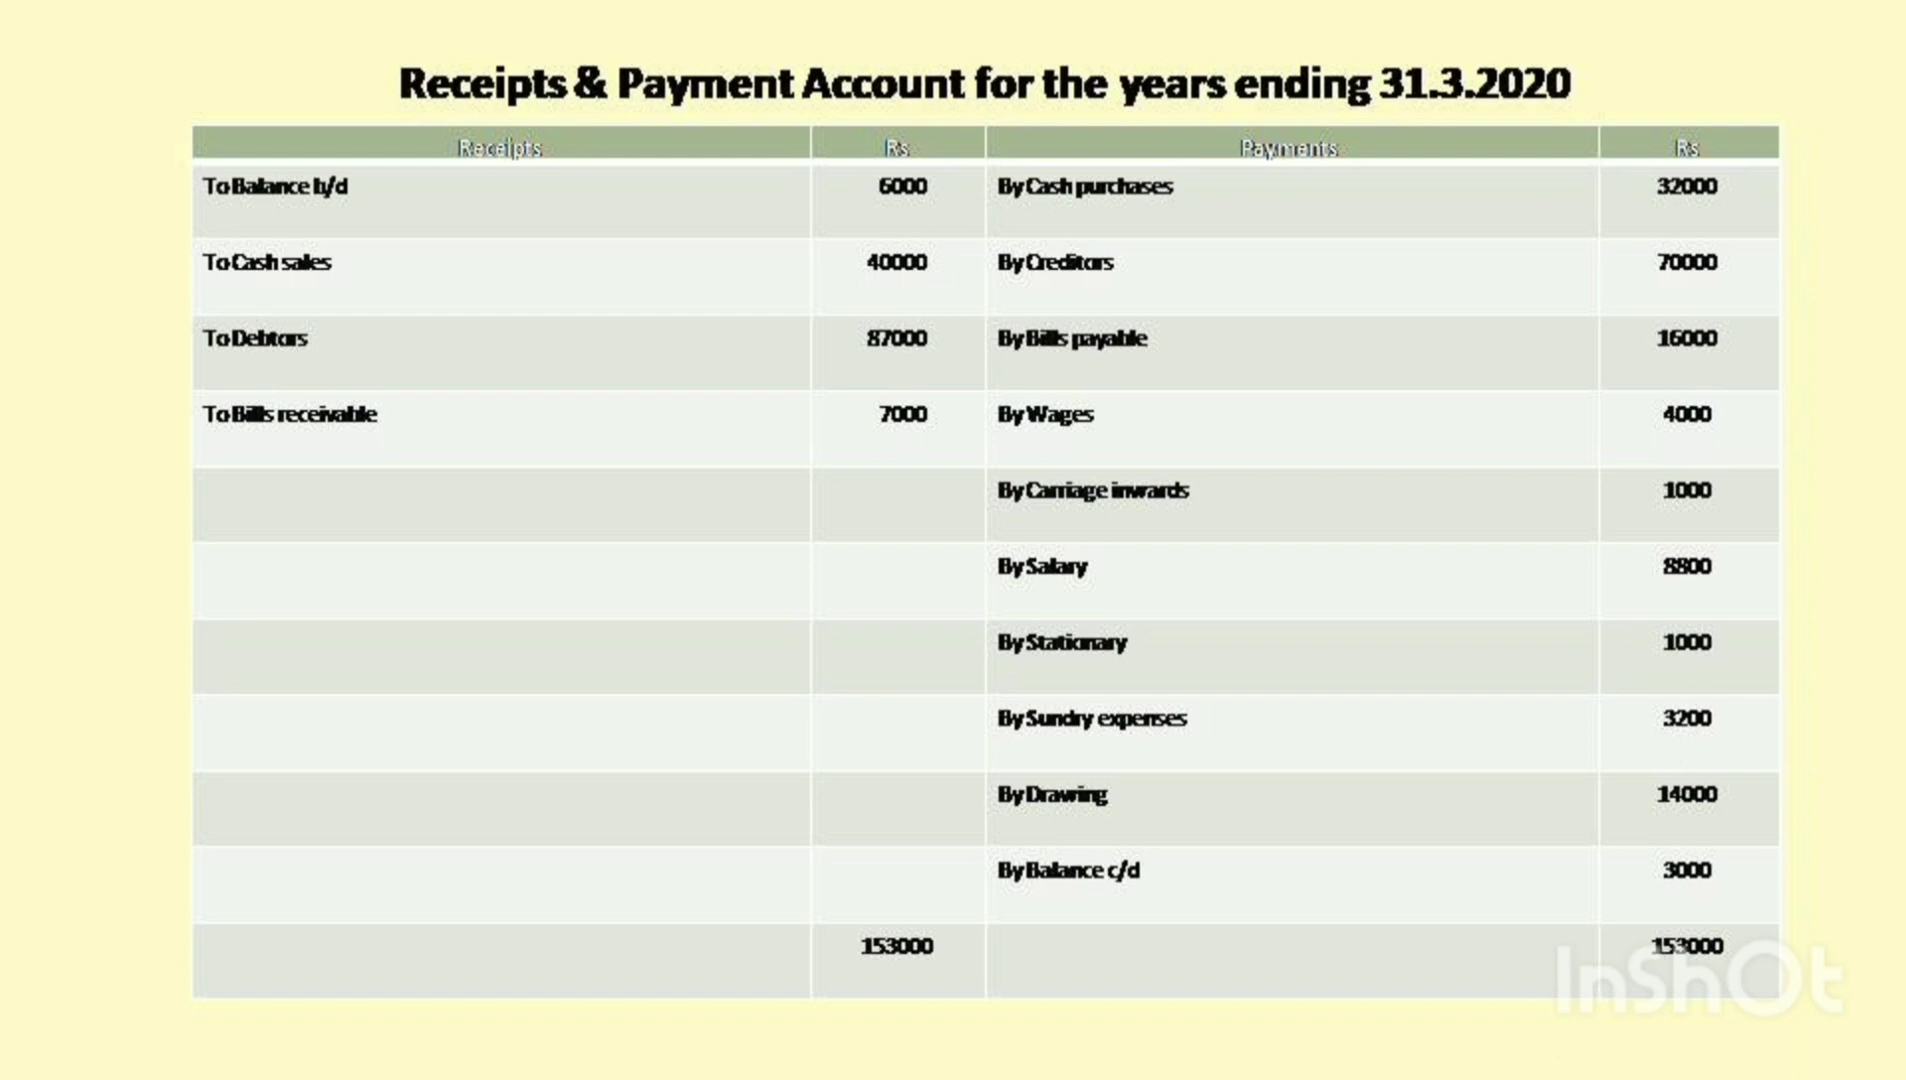 Receipts & Payment Account for the years ending 31.3.2020
Receipts Rs Payments Rs
To Balance b/d 6000 By Cash purchases 32000
To Cash sales 40000 By Creditors 70000
To Debtors 87000 By Bills payable 16000
To Bills receivable 7000 By Wages 4000
By Carriage inwards 1000
By Salary 8800
By Stationary 1000
By Sundry expenses 3200
By Drawing 14000
By Balance c/d 3000
153000 153000
InShOt